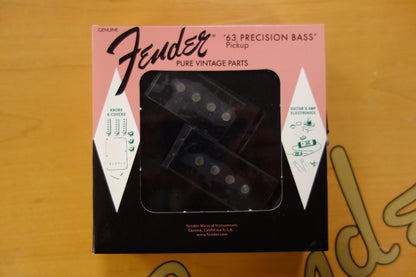 GENUINE
Fender® '63 PRECISION BASS™
Pickup
PURE VINTAGE PARTS
KNOBS
& COVERS
GUITAR & AMP
ELECTRONICS
Fender Musical Instruments
Corona, California U.S.A.
www.fender.com